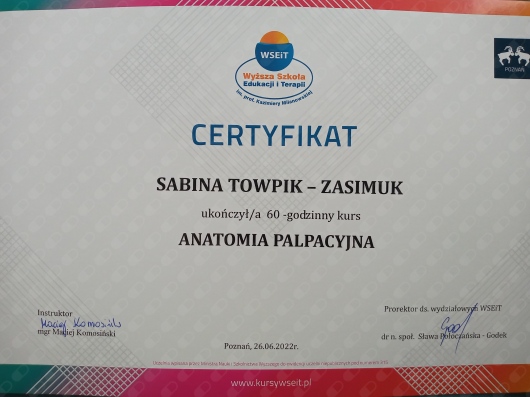 WSEiT
Wyższa Szkoła
Edukacji i Terapii
im. prof. Kazimiery Milanowskiej
POZNAŃ
CERTYFIKAT
SABINA TOWPIK – ZASIMUK
ukończył/a 60 -godzinny kurs
ANATOMIA PALPACYJNA
Instruktor
Maciej Komosiński
mgr Maciej Komosiński
Prorektor ds. wydziałowych WSEiT
dr n. społ. Sława Połoczańska - Godek
Poznań, 26.06.2022r.
www.kursywseit.pl